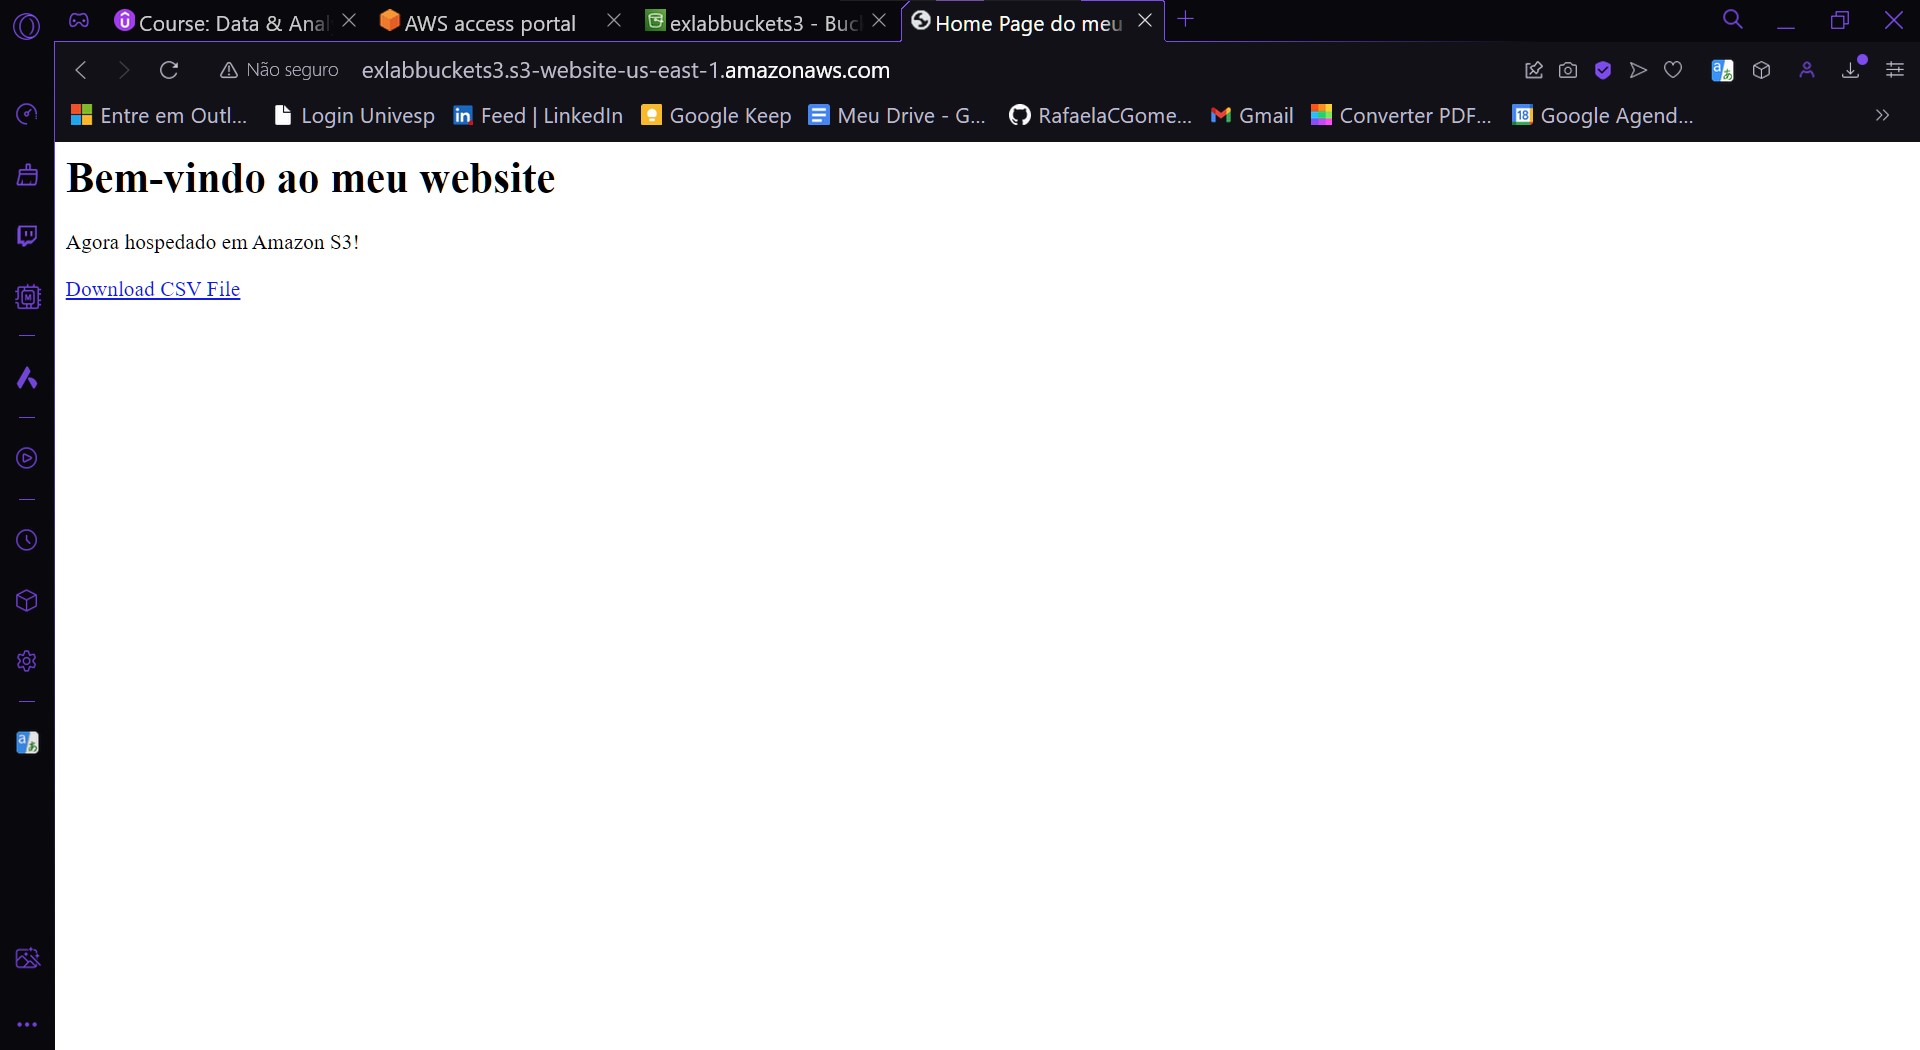 Course: Data & Anal
AWS access portal
exlabbuckets3 - Buc
Home Page do meu
Não seguro
exlabbuckets3.s3-website-us-east-1.amazonaws.com
Entre em Outl...
Login Univesp
Feed | LinkedIn
Google Keep
Meu Drive - G...
RafaelaCGome...
Gmail
Converter PDF...
18
Google Agend...
Bem-vindo ao meu website
Agora hospedado em Amazon S3!
Download CSV File